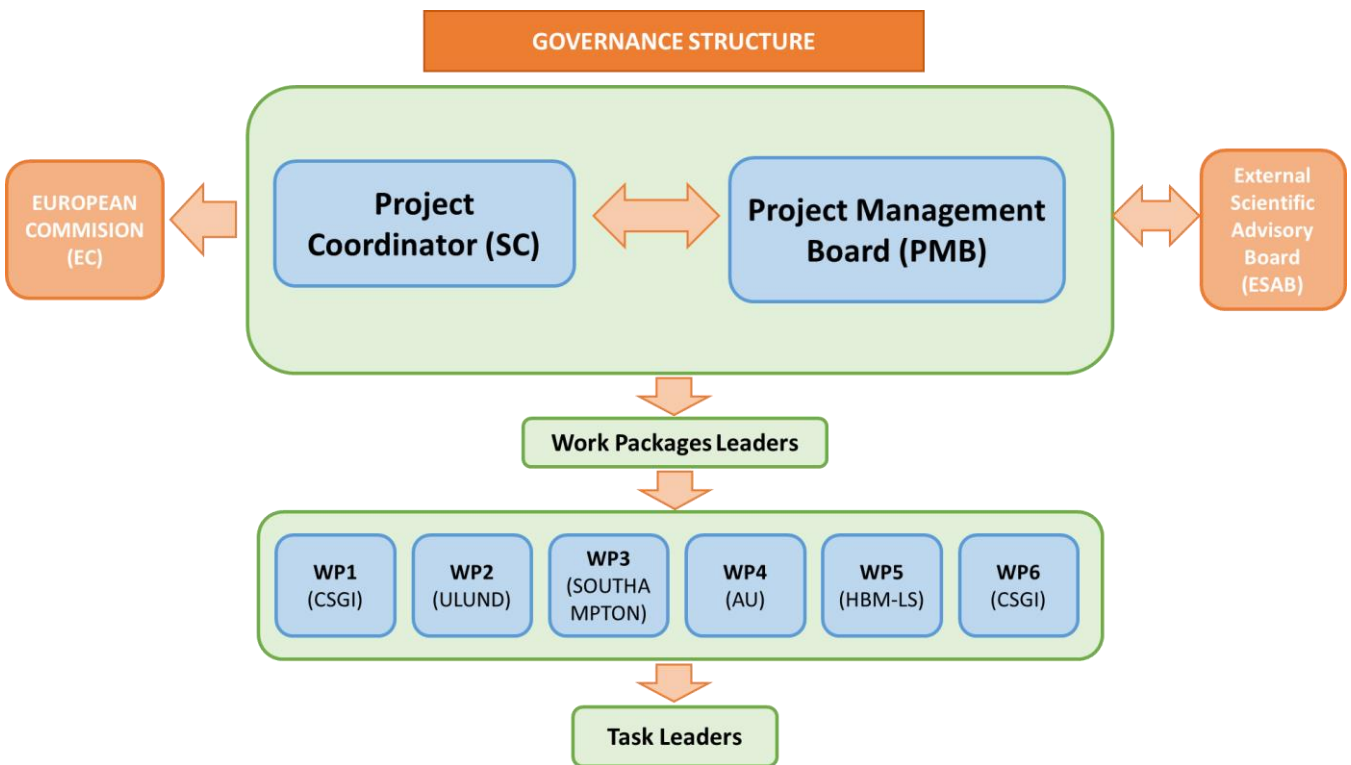 GOVERNANCE STRUCTURE
EUROPEAN
COMMISION
(EC)
Project
Coordinator (SC)
Project Management
Board (PMB)
External
Scientific
Advisory
Board
(ESAB)
Work Packages Leaders
WP1
(CSGI)
WP2
(ULUND)
WP3
(SOUTHA
MPTON)
WP4
(AU)
WP5
(HBM-LS)
WP6
(CSGI)
Task Leaders